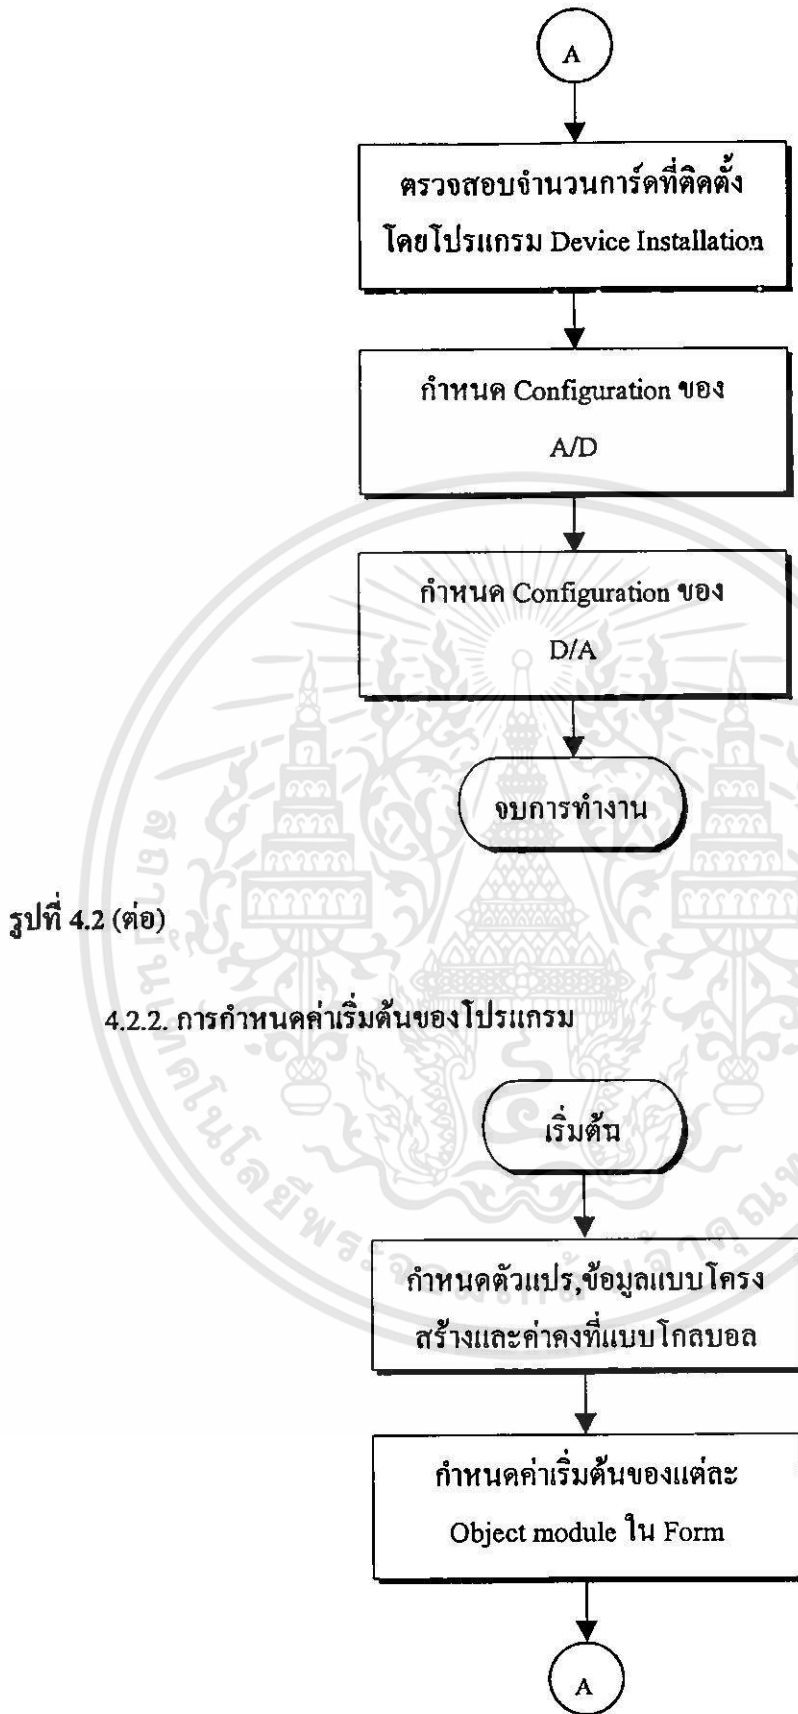 A
ตรวจสอบจำนวนการ์ดที่ติดตั้ง
โดยโปรแกรม Device Installation
กำหนด Configuration ของ
A/D
กำหนด Configuration ของ
D/A
จบการทำงาน
รูปที่ 4.2 (ต่อ)
4.2.2. การกำหนดค่าเริ่มต้นของโปรแกรม
เริ่มต้น
กำหนดตัวแปร,ข้อมูลแบบโครง
สร้างและค่าคงที่แบบโกลบอล
กำหนดค่าเริ่มต้นของแต่ละ
Object module ใน Form
A